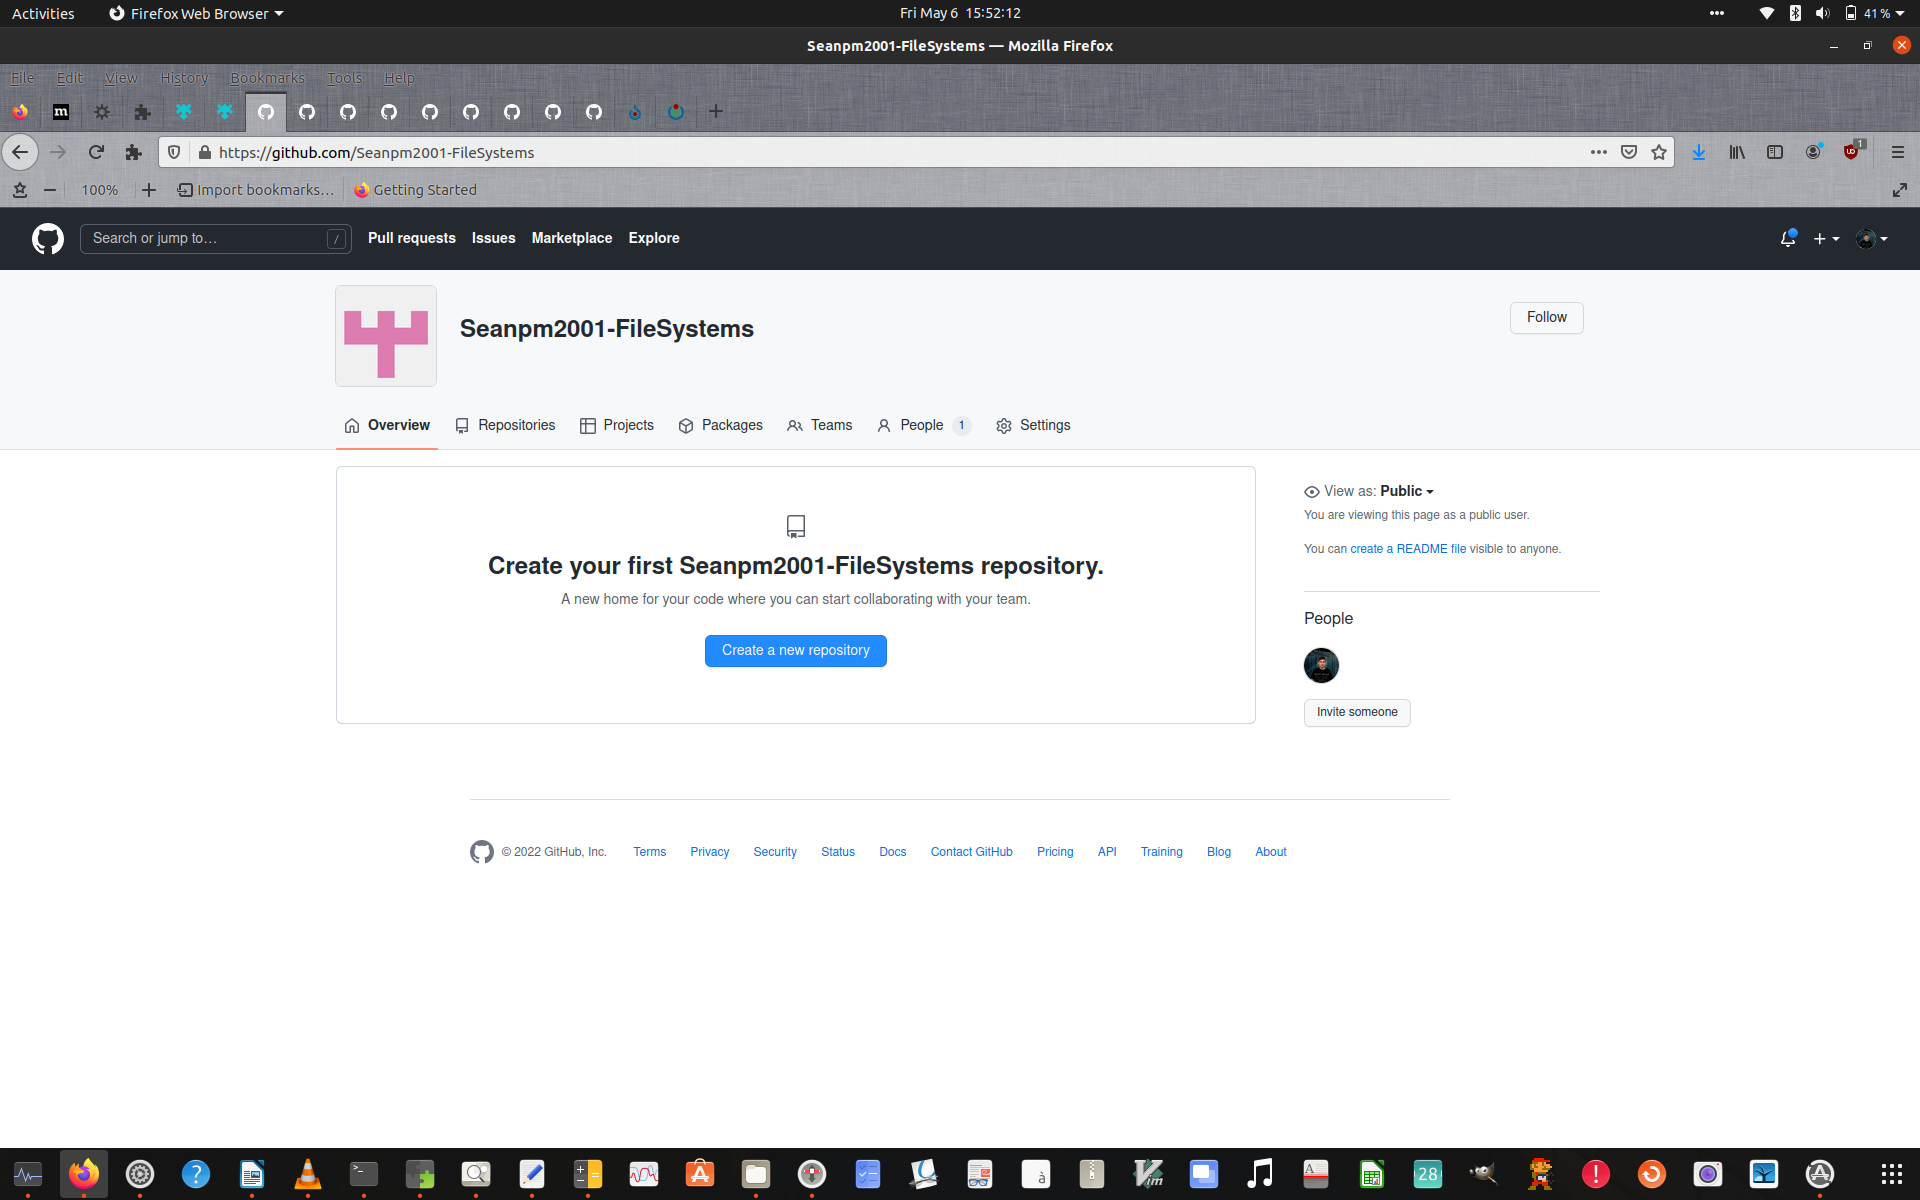 Activities
Firefox Web Browser
Fri May 6 15:52:12
41 %
Seanpm2001-FileSystems — Mozilla Firefox
File Edit View History Bookmarks Tools Help
m
https://github.com/Seanpm2001-FileSystems
1
100%
Import bookmarks…
Getting Started
Search or jump to…
/
Pull requests
Issues
Marketplace
Explore
Seanpm2001-FileSystems
Follow
Overview
Repositories
Projects
Packages
Teams
People 1
Settings
Create your first Seanpm2001-FileSystems repository.
A new home for your code where you can start collaborating with your team.
Create a new repository
View as: Public
You are viewing this page as a public user.
You can create a README file visible to anyone.
People
Invite someone
© 2022 GitHub, Inc.
Terms
Privacy
Security
Status
Docs
Contact GitHub
Pricing
API
Training
Blog
About
?
>_
à
Vim
A
28
!